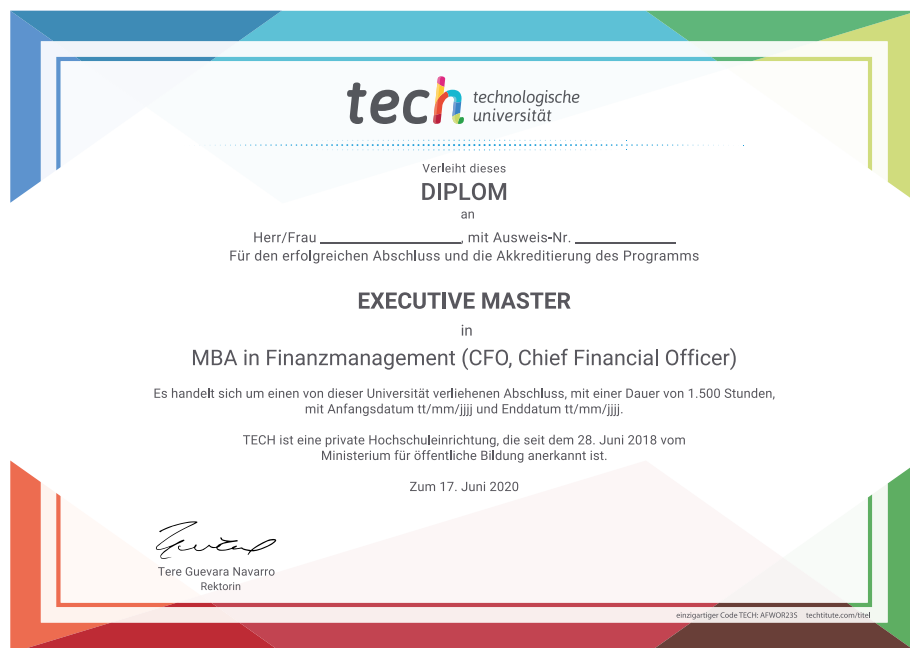 tech technologische
universität
Verleiht dieses
DIPLOM
an
Herr/Frau ____________________, mit Ausweis-Nr. ______________
Für den erfolgreichen Abschluss und die Akkreditierung des Programms
EXECUTIVE MASTER
in
MBA in Finanzmanagement (CFO, Chief Financial Officer)
Es handelt sich um einen von dieser Universität verliehenen Abschluss, mit einer Dauer von 1.500 Stunden,
mit Anfangsdatum tt/mm/jjjj und Enddatum tt/mm/jjjj.
TECH ist eine private Hochschuleinrichtung, die seit dem 28. Juni 2018 vom
Ministerium für öffentliche Bildung anerkannt ist.
Zum 17. Juni 2020
Tere Guevara Navarro
Rektorin
einzigartiger Code TECH: AFWOR23S techtitute.com/titel